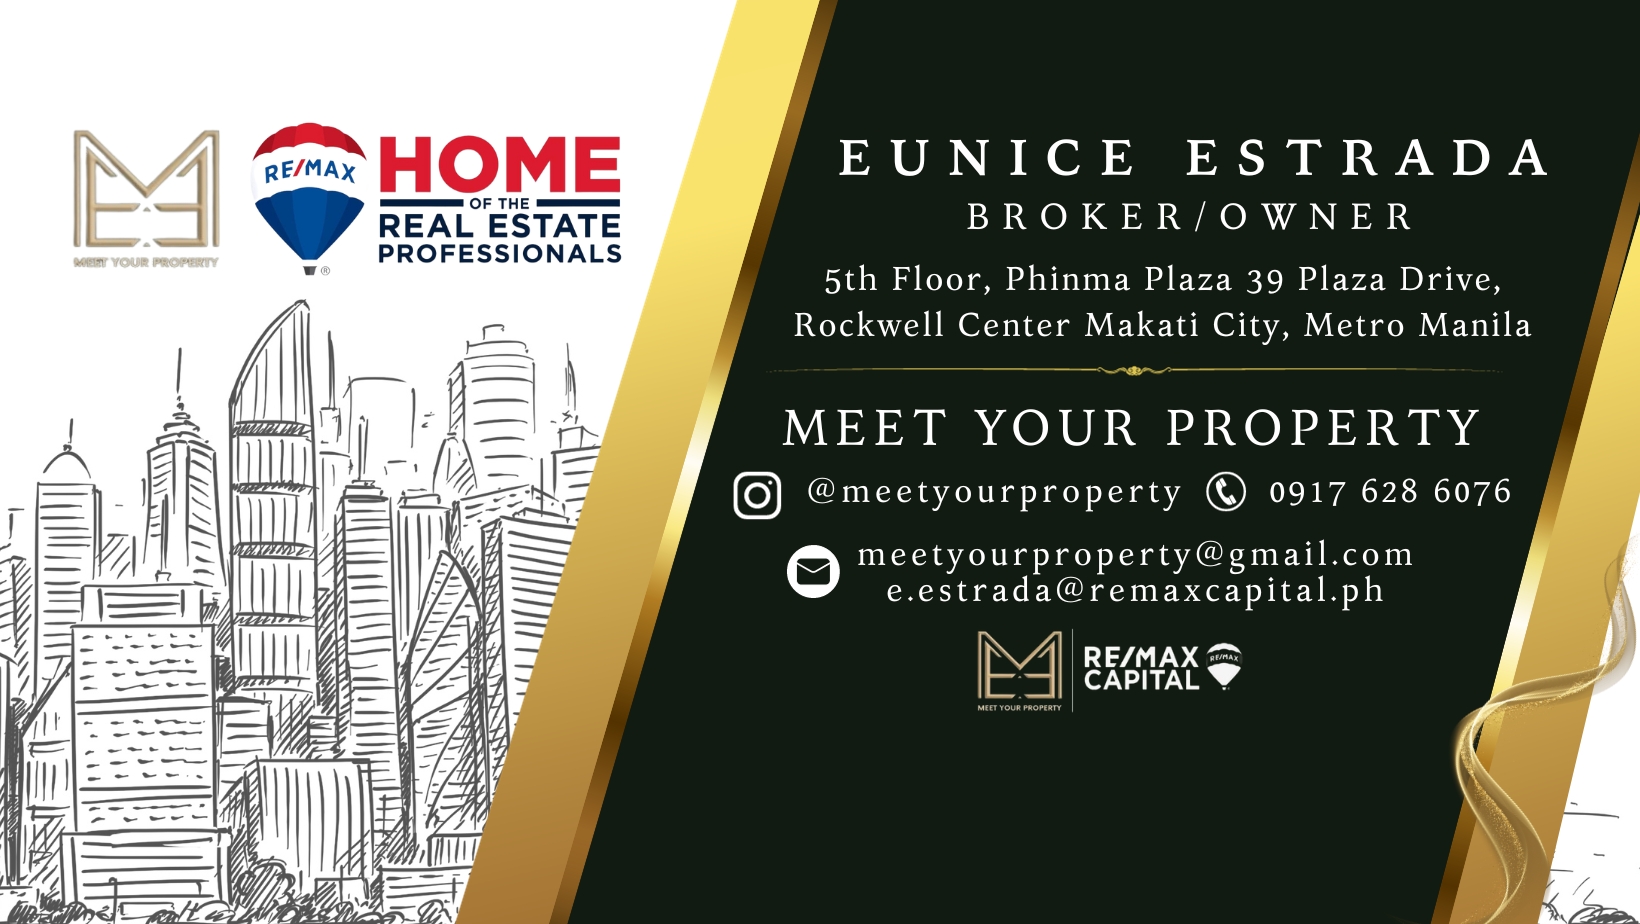 MEET YOUR PROPERTY
RE/MAX
®
HOME
OF THE
REAL ESTATE
PROFESSIONALS
EUNICE ESTRADA
BROKER/OWNER
5th Floor, Phinma Plaza 39 Plaza Drive,
Rockwell Center Makati City, Metro Manila
MEET YOUR PROPERTY
@meetyourproperty
0917 628 6076
meetyourproperty@gmail.com
e.estrada@remaxcapital.ph
MEET YOUR PROPERTY
RE/MAX
CAPITAL
RE/MAX